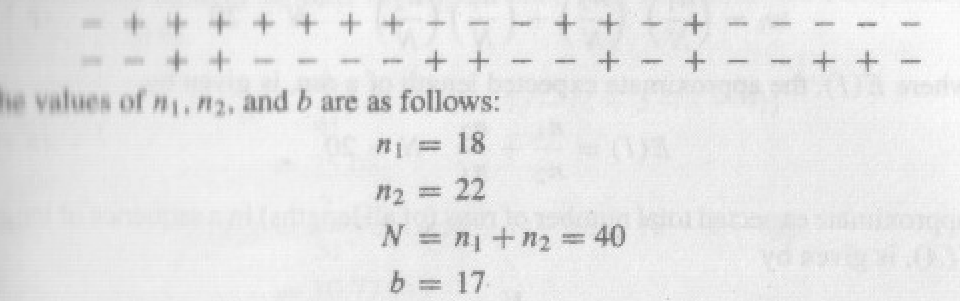 − + + + + + + + − − − + + − + − − − − −
− − + + − − − − + + − − + − + − − + + −
he values of n₁, n₂, and b are as follows:
n₁ = 18
n₂ = 22
N = n₁ + n₂ = 40
b = 17